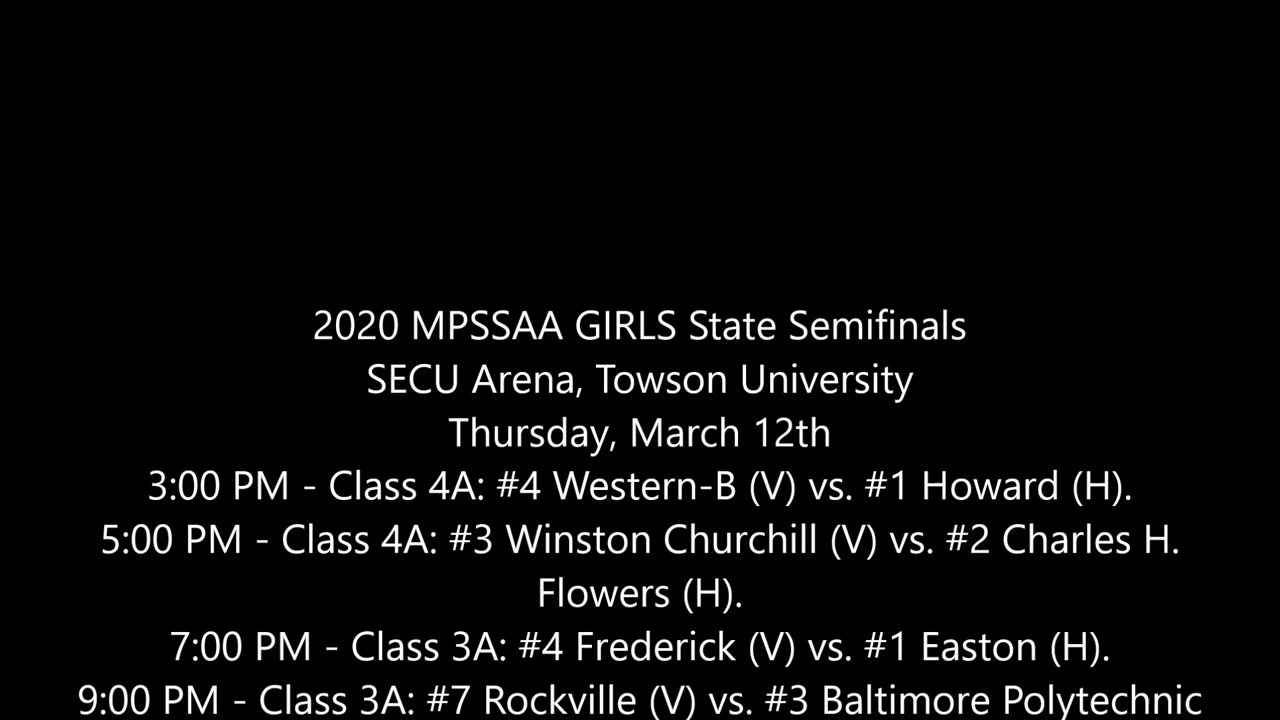 2020 MPSSAA GIRLS State Semifinals
SECU Arena, Towson University
Thursday, March 12th
3:00 PM - Class 4A: #4 Western-B (V) vs. #1 Howard (H).
5:00 PM - Class 4A: #3 Winston Churchill (V) vs. #2 Charles H.
Flowers (H).
7:00 PM - Class 3A: #4 Frederick (V) vs. #1 Easton (H).
9:00 PM - Class 3A: #7 Rockville (V) vs. #3 Baltimore Polytechnic